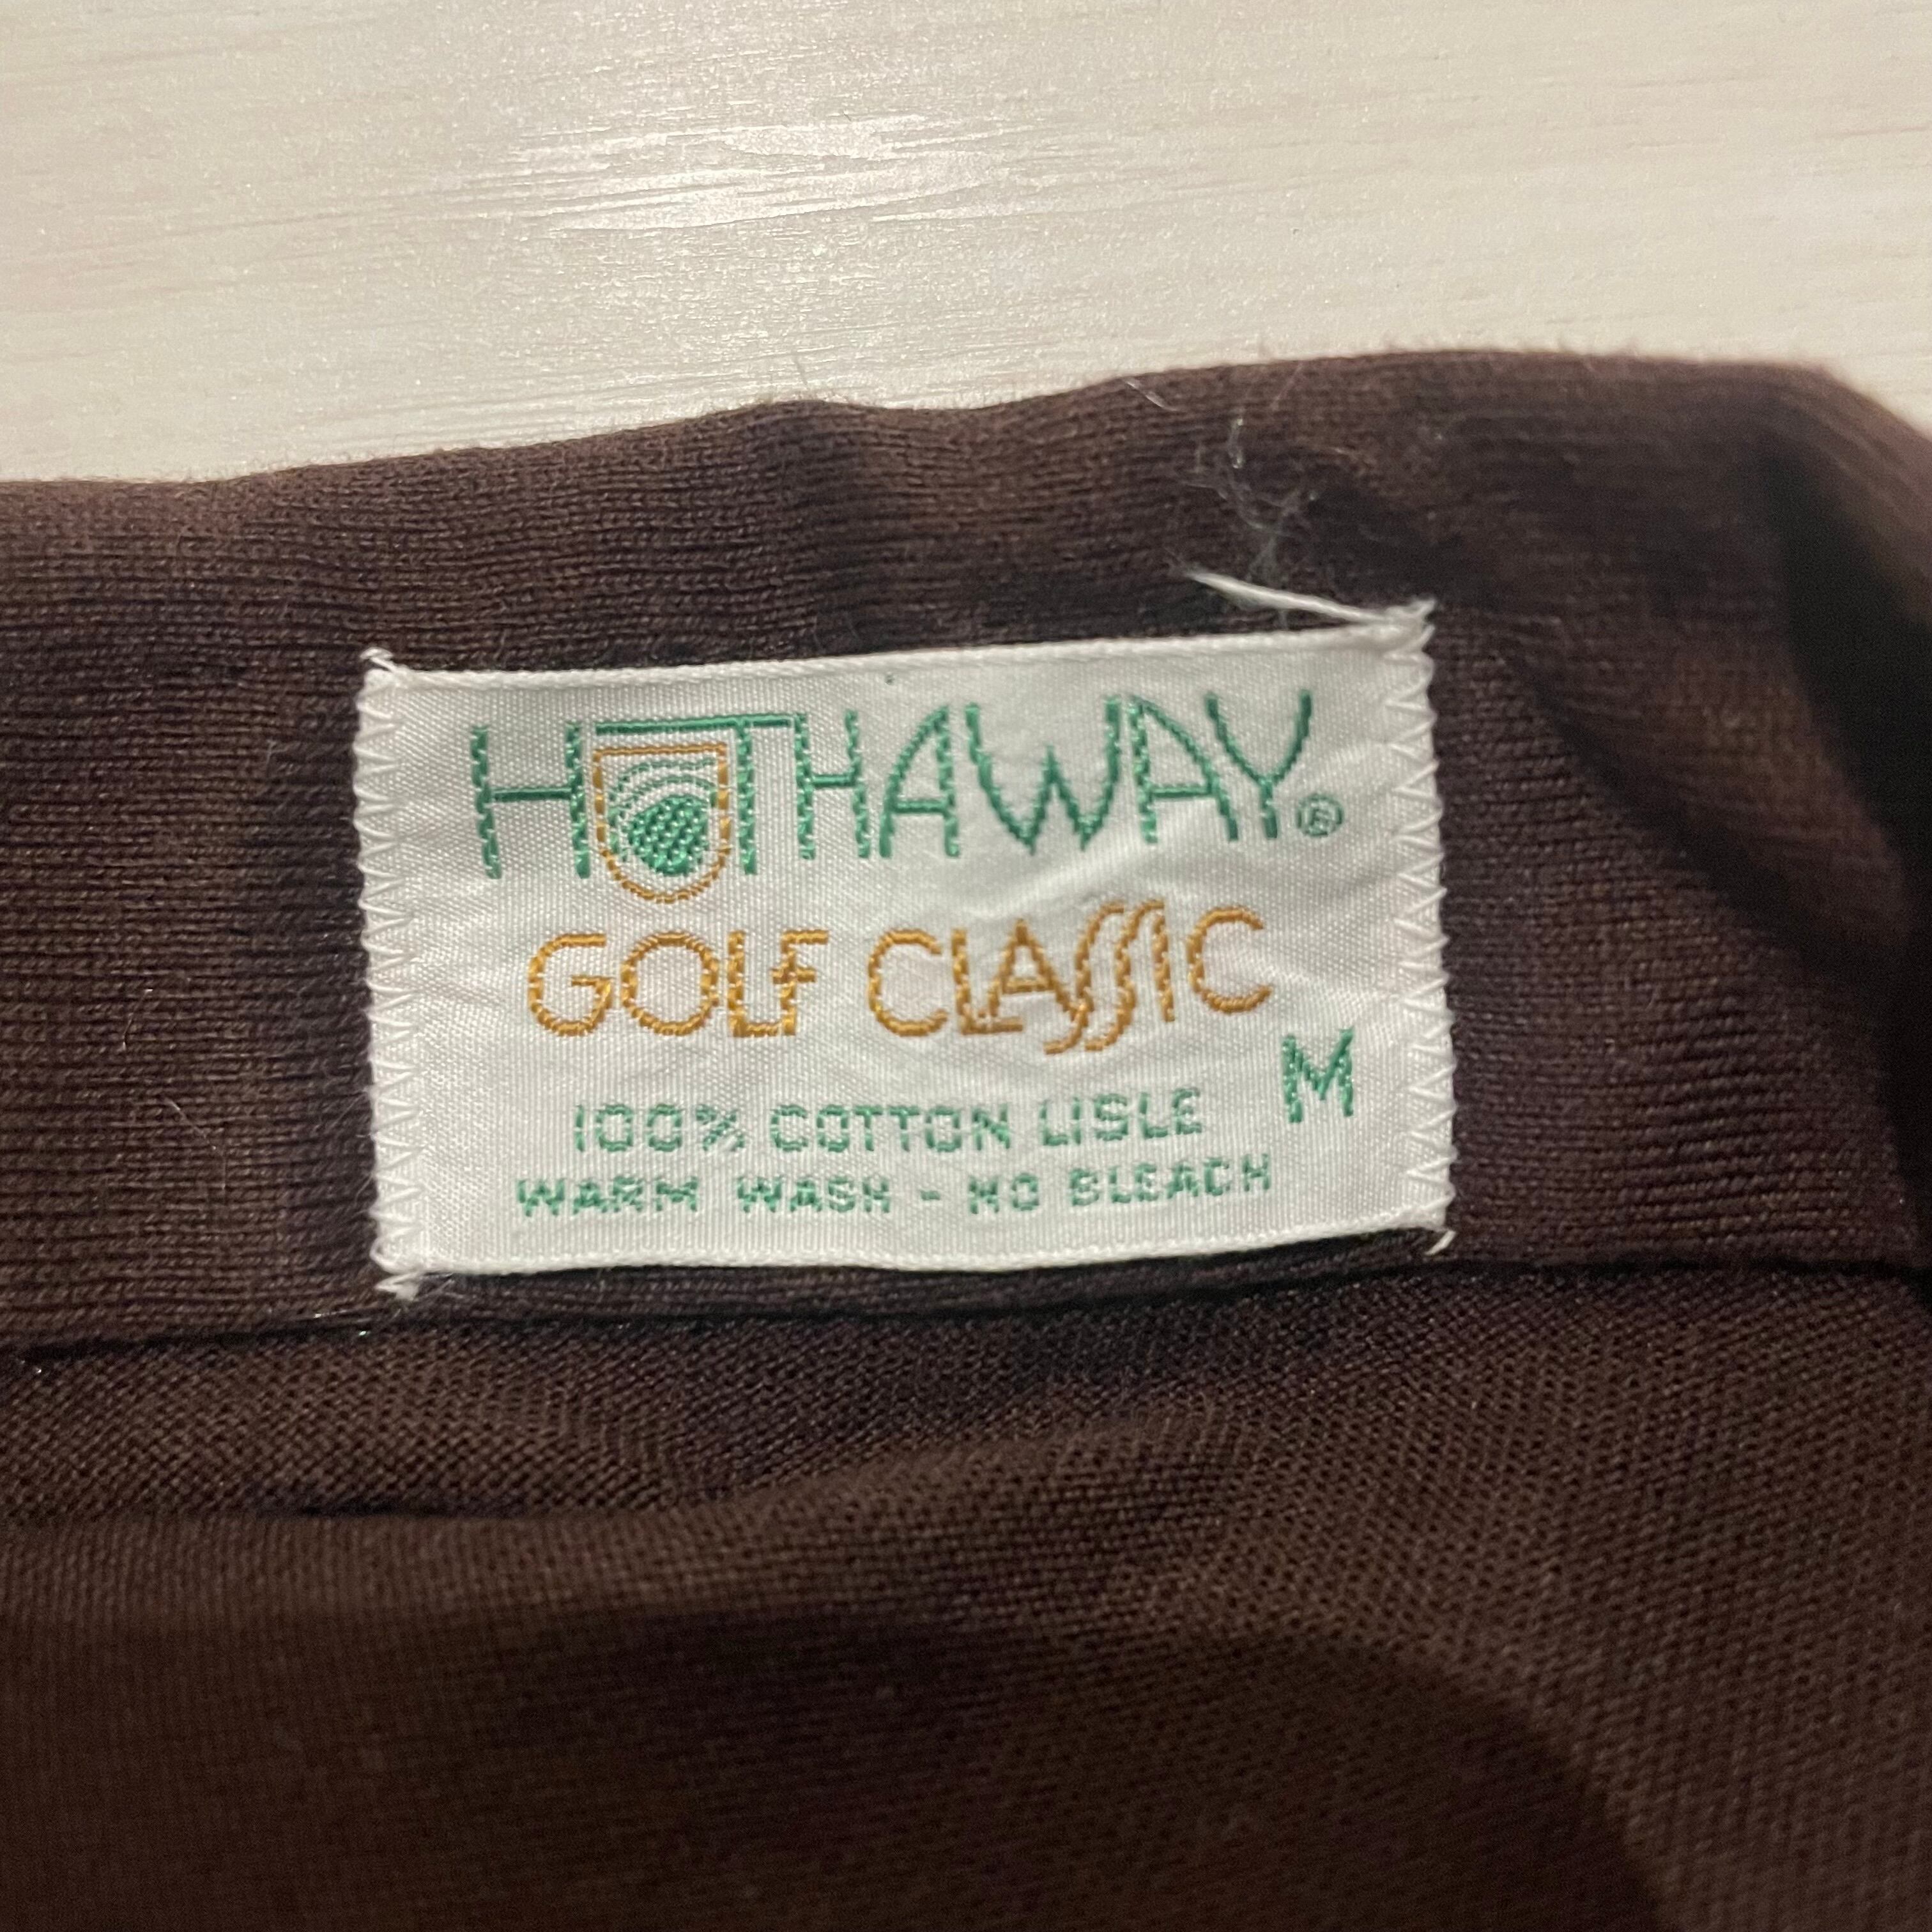 HATHAWAY®
GOLF CLASSIC
M
100% COTTON LISLE
WARM WASH - NO BLEACH